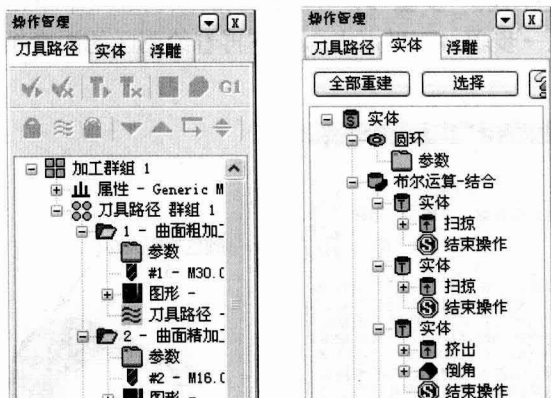 操作管理
刀具路径 实体 浮雕
G1
加工群组 1
属性 - Generic M
刀具路径 群组 1
1 - 曲面粗加
参数
#1 - M30.0
图形 -
刀具路径 -
2 - 曲面精加
参数
#2 - M16.0
图形 -
操作管理
刀具路径 实体 浮雕
全部重建 选择
实体
圆环
参数
布尔运算-结合
实体
扫掠
结束操作
实体
扫掠
结束操作
实体
挤出
倒角
结束操作